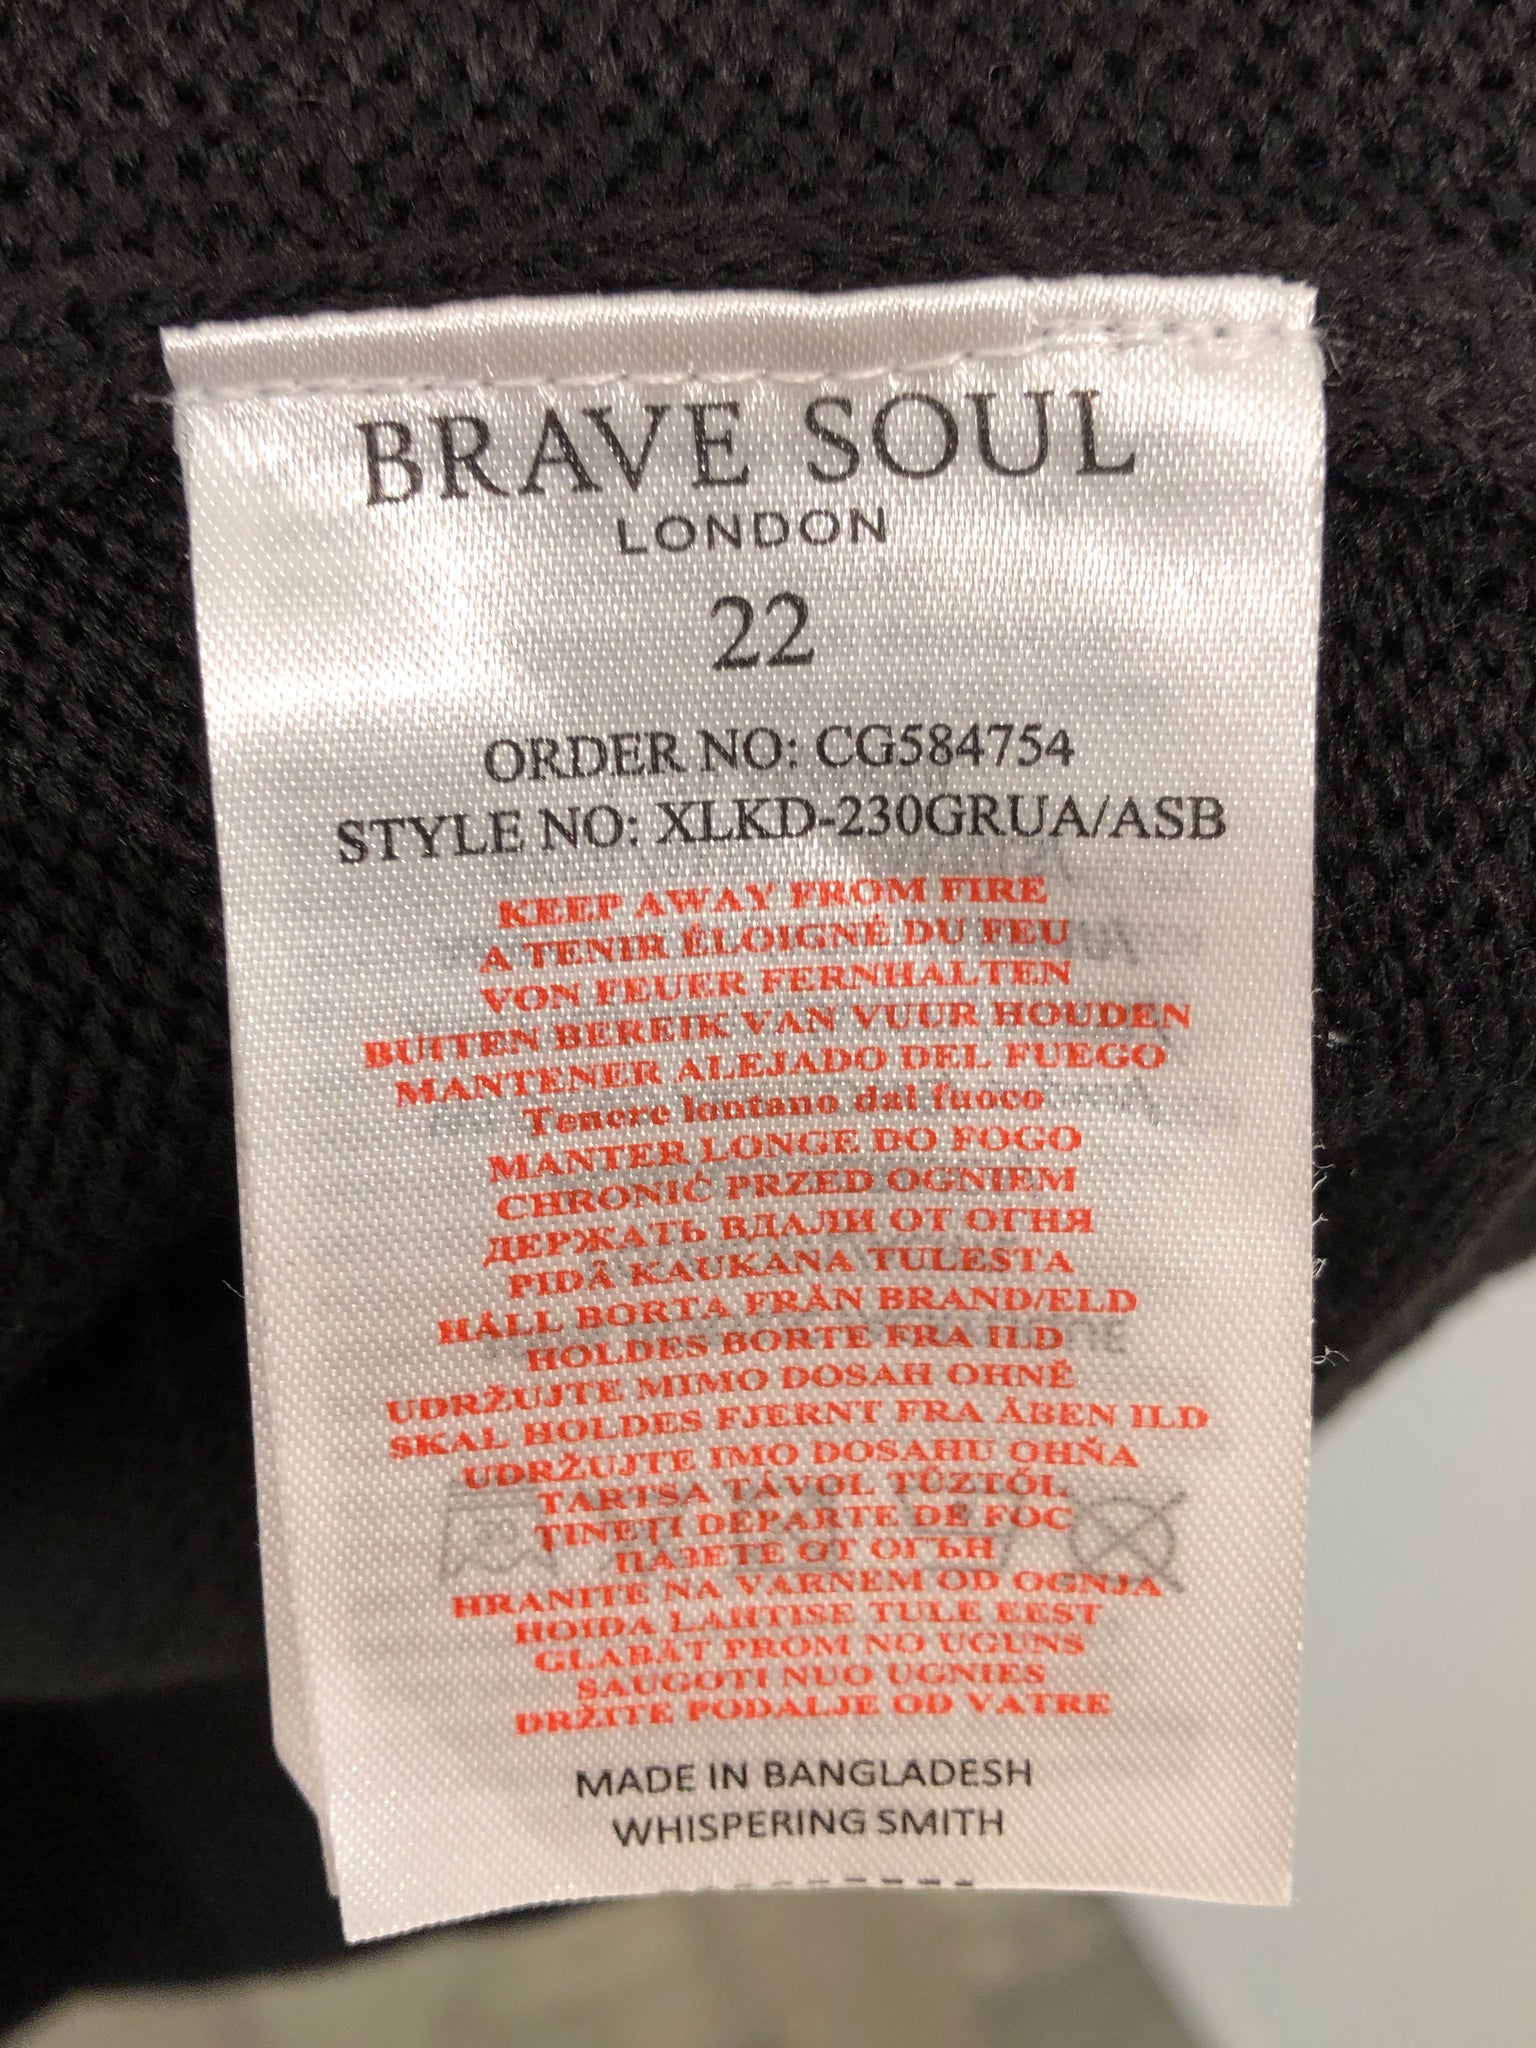 BRAVE SOUL
LONDON
22
ORDER NO: CG584754
STYLE NO: XLKD-230GRUA/ASB
KEEP AWAY FROM FIRE
A TENIR ÉLOIGNÉ DU FEU
VON FEUER FERNHALTEN
BUITEN BEREIK VAN VUUR HOUDEN
MANTENER ALEJADO DEL FUEGO
Tenere lontano dal fuoco
MANTER LONGE DO FOGO
CHRONIĆ PRZED OGNIEM
ДЕРЖАТЬ ВДАЛИ ОТ ОГНЯ
PIDÄ KAUKANA TULESTA
HÅLL BORTA FRÅN BRAND/ELD
HOLDES BORTE FRA ILD
UDRŽUJTE MIMO DOSAH OHNĚ
SKAL HOLDES FJERNT FRA ÅBEN ILD
UDRŽUJTE IMO DOSAHU OHŇA
TARTSA TÁVOL TŰZTŐL
ȚINEȚI DEPARTE DE FOC
ПАЗЕТЕ ОТ ОГЪН
HRANITE NA VARNEM OD OGNJA
HOIDA LAHTISE TULE EEST
GLABĀT PROM NO UGUNS
SAUGOTI NUO UGNIES
DRŽITE PODALJE OD VATRE
MADE IN BANGLADESH
WHISPERING SMITH